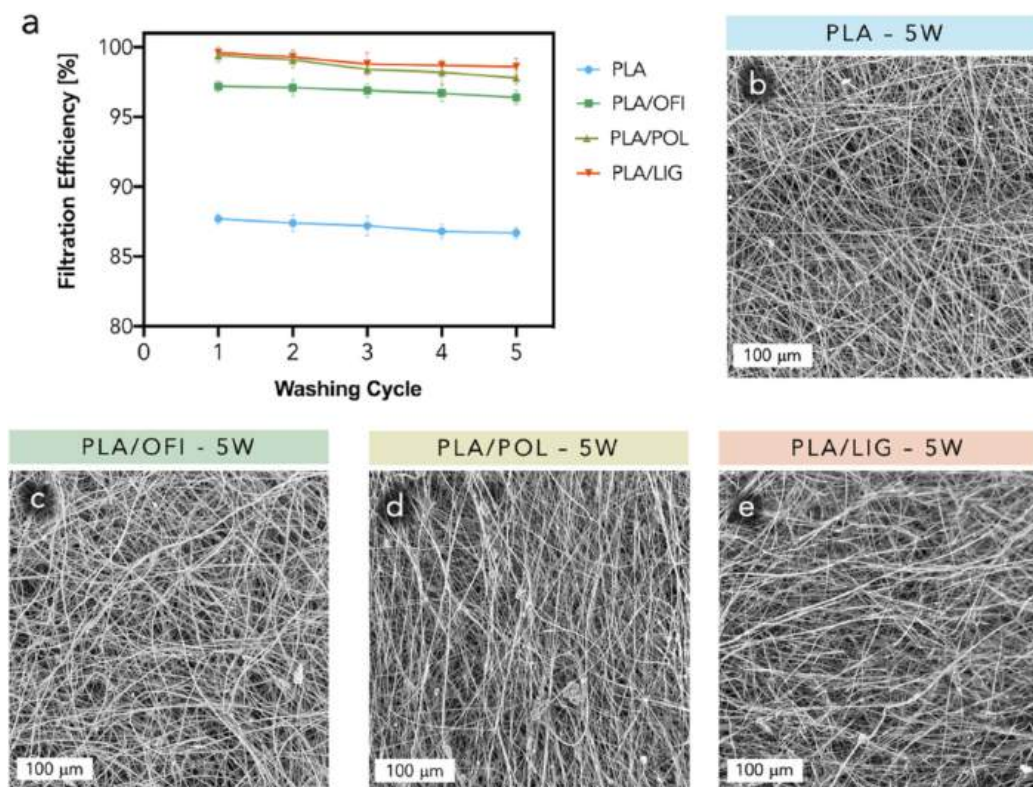 a
Filtration Efficiency [%]
100
95
90
85
80
0
1
2
3
4
5
Washing Cycle
PLA
PLA/OFI
PLA/POL
PLA/LIG
PLA - 5W
b
100 µm
PLA/OFI - 5W
c
100 µm
PLA/POL - 5W
d
100 µm
PLA/LIG - 5W
e
100 µm